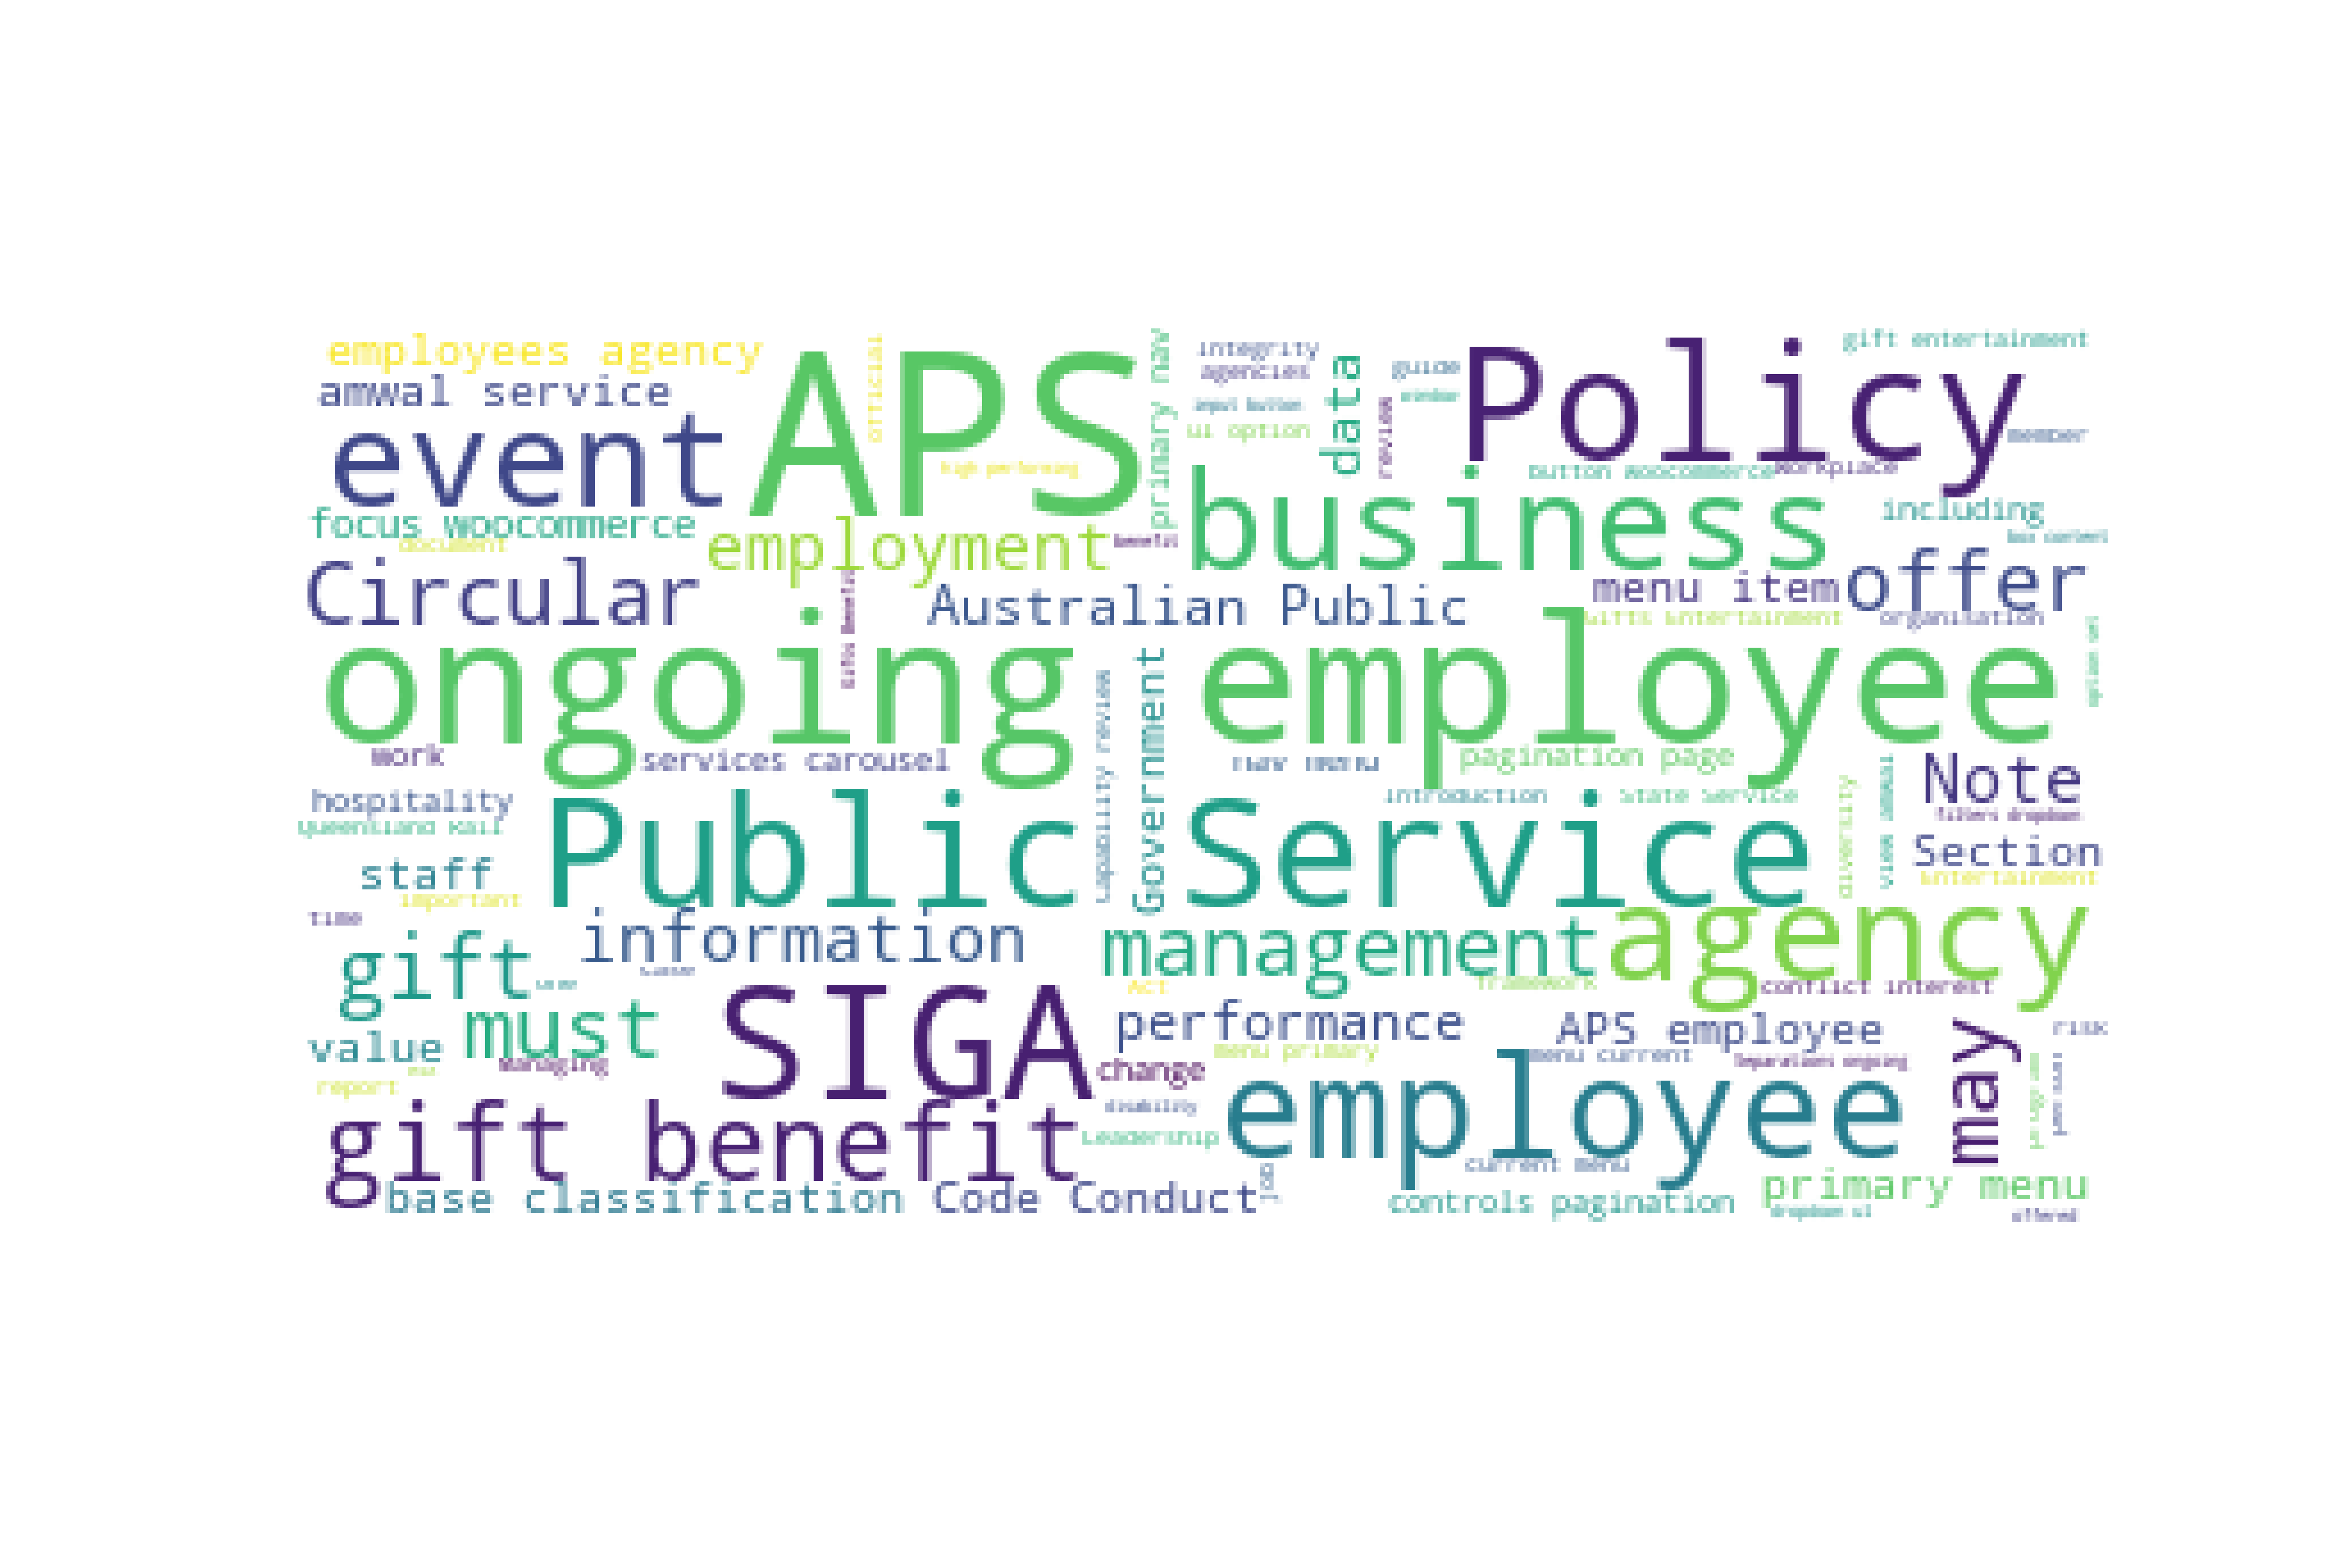 employees agency
amwal service
event
APS
official
high performing
primary nav
integrity
agencies
input button
ui option
data
review
guide
window
Policy
gift entertainment
member
button woocommerce
Workplace
business
including
focus woocommerce
document
employment
benefit
box content
Circular
Gifts Benefits
Australian Public
menu item
offer
Gifts Entertainment
organisation
ongoing employee
option sel
work
services carousel
capability review
Government
nav menu
pagination page
Note
filters dropdown
hospitality
Queensland Rail
Public Service
introduction
State Service
diversity
view amwal
Section
Entertainment
staff
important
time
information
case
gift
user
management
agency
Act
framework
conflict interest
SIGA
must
value
Managing
report
performance
change
menu primary
APS employee
menu current
Separations ongoing
may
risk
program
personal
gift benefit
disability
Leadership
employee
current menu
base classification
Code Conduct
controls pagination
primary menu
dropdown ul
offered